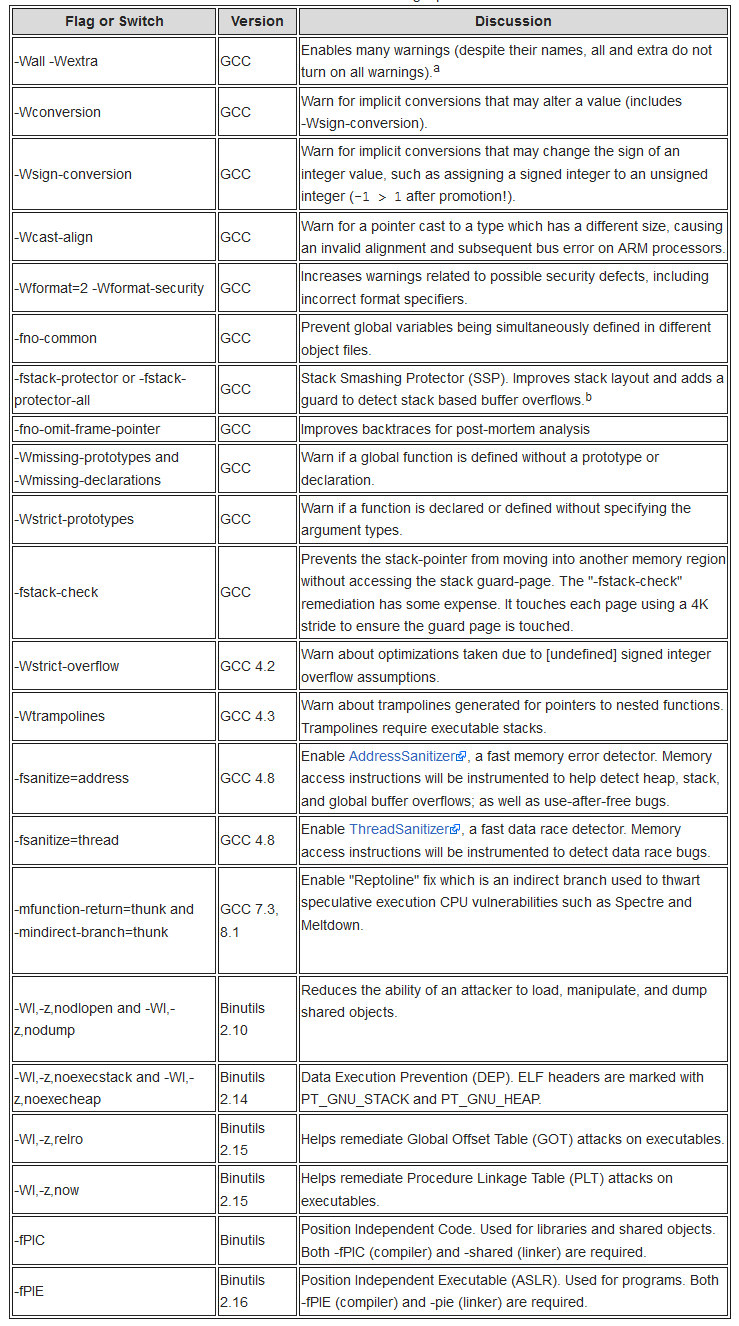 Flag or Switch Version Discussion
-Wall -Wextra
GCC
Enables many warnings (despite their names, all and extra do not
turn on all warnings).a
-Wconversion
GCC
Warn for implicit conversions that may alter a value (includes
-Wsign-conversion).
-Wsign-conversion
GCC
Warn for implicit conversions that may change the sign of an
integer value, such as assigning a signed integer to an unsigned
integer (-1 > 1 after promotion!).
-Wcast-align
GCC
Warn for a pointer cast to a type which has a different size, causing
an invalid alignment and subsequent bus error on ARM processors.
-Wformat=2 -Wformat-security
GCC
Increases warnings related to possible security defects, including
incorrect format specifiers.
-fno-common
GCC
Prevent global variables being simultaneously defined in different
object files.
-fstack-protector or -fstack-
protector-all
GCC
Stack Smashing Protector (SSP). Improves stack layout and adds a
guard to detect stack based buffer overflows.b
-fno-omit-frame-pointer
GCC
Improves backtraces for post-mortem analysis
-Wmissing-prototypes and
-Wmissing-declarations
GCC
Warn if a global function is defined without a prototype or
declaration.
-Wstrict-prototypes
GCC
Warn if a function is declared or defined without specifying the
argument types.
-fstack-check
GCC
Prevents the stack-pointer from moving into another memory region
without accessing the stack guard-page. The "-fstack-check"
remediation has some expense. It touches each page using a 4K
stride to ensure the guard page is touched.
-Wstrict-overflow
GCC 4.2
Warn about optimizations taken due to [undefined] signed integer
overflow assumptions.
-Wtrampolines
GCC 4.3
Warn about trampolines generated for pointers to nested functions.
Trampolines require executable stacks.
-fsanitize=address
GCC 4.8
Enable AddressSanitizer, a fast memory error detector. Memory
access instructions will be instrumented to help detect heap, stack,
and global buffer overflows; as well as use-after-free bugs.
-fsanitize=thread
GCC 4.8
Enable ThreadSanitizer, a fast data race detector. Memory
access instructions will be instrumented to detect data race bugs.
-mfunction-return=thunk and
-mindirect-branch=thunk
GCC 7.3,
8.1
Enable "Reptoline" fix which is an indirect branch used to thwart
speculative execution CPU vulnerabilities such as Spectre and
Meltdown.
-Wl,-z,nodlopen and -Wl,-
z,nodump
Binutils
2.10
Reduces the ability of an attacker to load, manipulate, and dump
shared objects.
-Wl,-z,noexecstack and -Wl,-
z,noexecheap
Binutils
2.14
Data Execution Prevention (DEP). ELF headers are marked with
PT_GNU_STACK and PT_GNU_HEAP.
-Wl,-z,relro
Binutils
2.15
Helps remediate Global Offset Table (GOT) attacks on executables.
-Wl,-z,now
Binutils
2.15
Helps remediate Procedure Linkage Table (PLT) attacks on
executables.
-fPIC
Binutils
Position Independent Code. Used for libraries and shared objects.
Both -fPIC (compiler) and -shared (linker) are required.
-fPIE
Binutils
2.16
Position Independent Executable (ASLR). Used for programs. Both
-fPIE (compiler) and -pie (linker) are required.